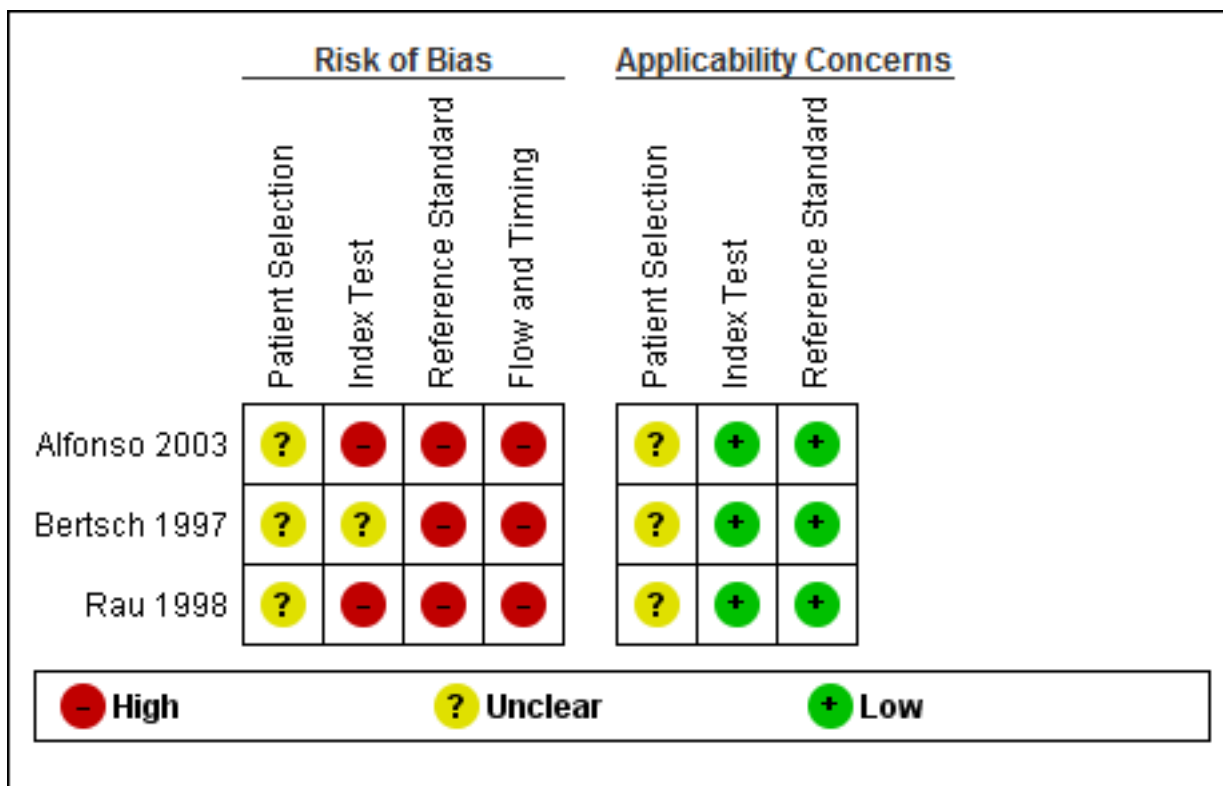 Risk of Bias
Applicability Concerns
Patient Selection
Index Test
Reference Standard
Flow and Timing
Patient Selection
Index Test
Reference Standard
Alfonso 2003 ? – – – ? + +
Bertsch 1997 ? ? – – ? + +
Rau 1998 ? – – – ? + +
– High ? Unclear + Low